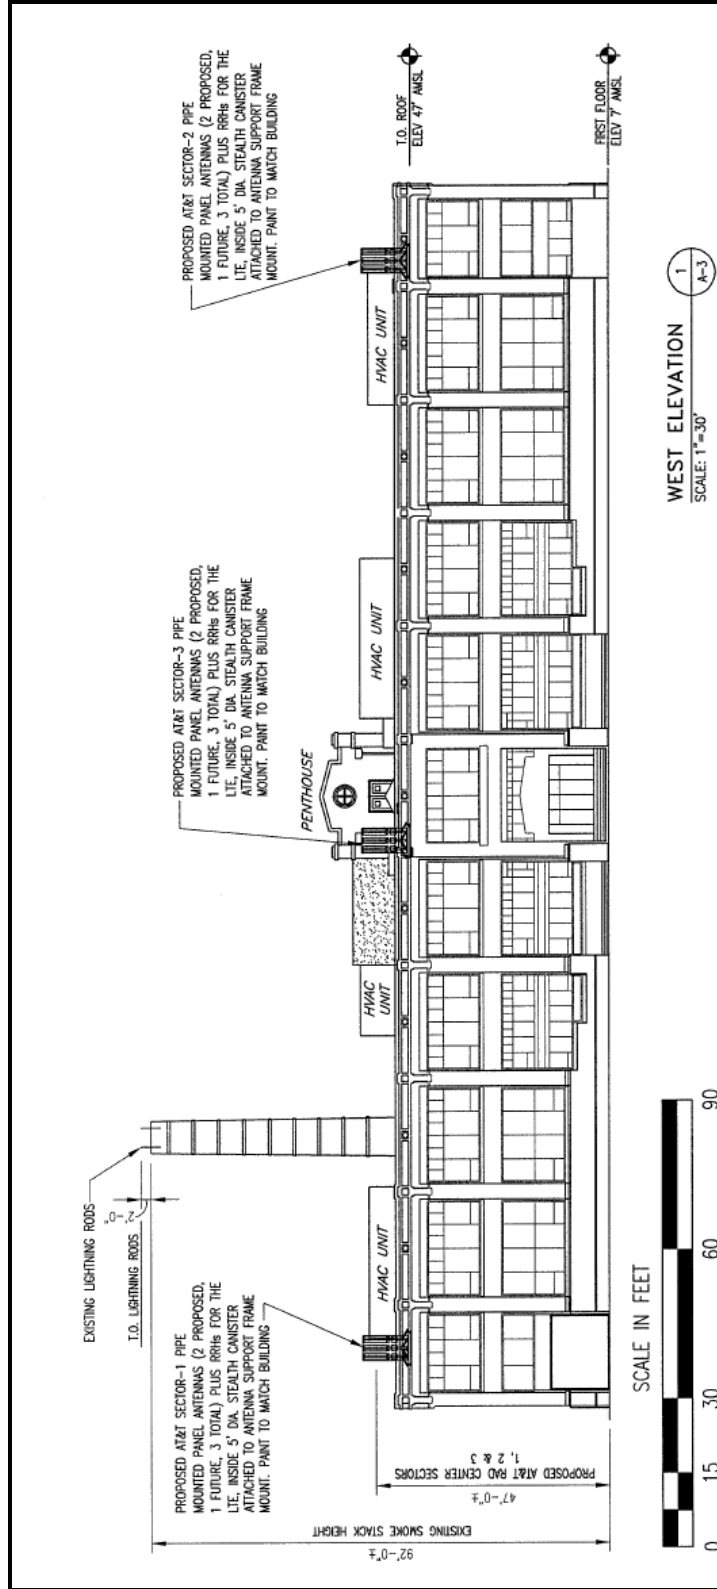 EXISTING LIGHTNING RODS
T.O. LIGHTNING RODS
2'-0"
PROPOSED AT&T SECTOR-1 PIPE
MOUNTED PANEL ANTENNAS (2 PROPOSED,
1 FUTURE, 3 TOTAL) PLUS RRHs FOR THE
LTE, INSIDE 5' DIA. STEALTH CANISTER
ATTACHED TO ANTENNA SUPPORT FRAME
MOUNT. PAINT TO MATCH BUILDING
PROPOSED AT&T SECTOR-3 PIPE
MOUNTED PANEL ANTENNAS (2 PROPOSED,
1 FUTURE, 3 TOTAL) PLUS RRHs FOR THE
LTE, INSIDE 5' DIA. STEALTH CANISTER
ATTACHED TO ANTENNA SUPPORT FRAME
MOUNT. PAINT TO MATCH BUILDING
PROPOSED AT&T SECTOR-2 PIPE
MOUNTED PANEL ANTENNAS (2 PROPOSED,
1 FUTURE, 3 TOTAL) PLUS RRHs FOR THE
LTE, INSIDE 5' DIA. STEALTH CANISTER
ATTACHED TO ANTENNA SUPPORT FRAME
MOUNT. PAINT TO MATCH BUILDING
PENTHOUSE
HVAC UNIT
HVAC
UNIT
HVAC UNIT
HVAC UNIT
T.O. ROOF
ELEV 47' AMSL
FIRST FLOOR
ELEV 7' AMSL
92'-0"±
EXISTING SMOKE STACK HEIGHT
47'-0"±
PROPOSED AT&T RAD CENTER SECTORS
1, 2 & 3
SCALE IN FEET
0 15 30 60 90
WEST ELEVATION
SCALE: 1"=30'
1
A-3